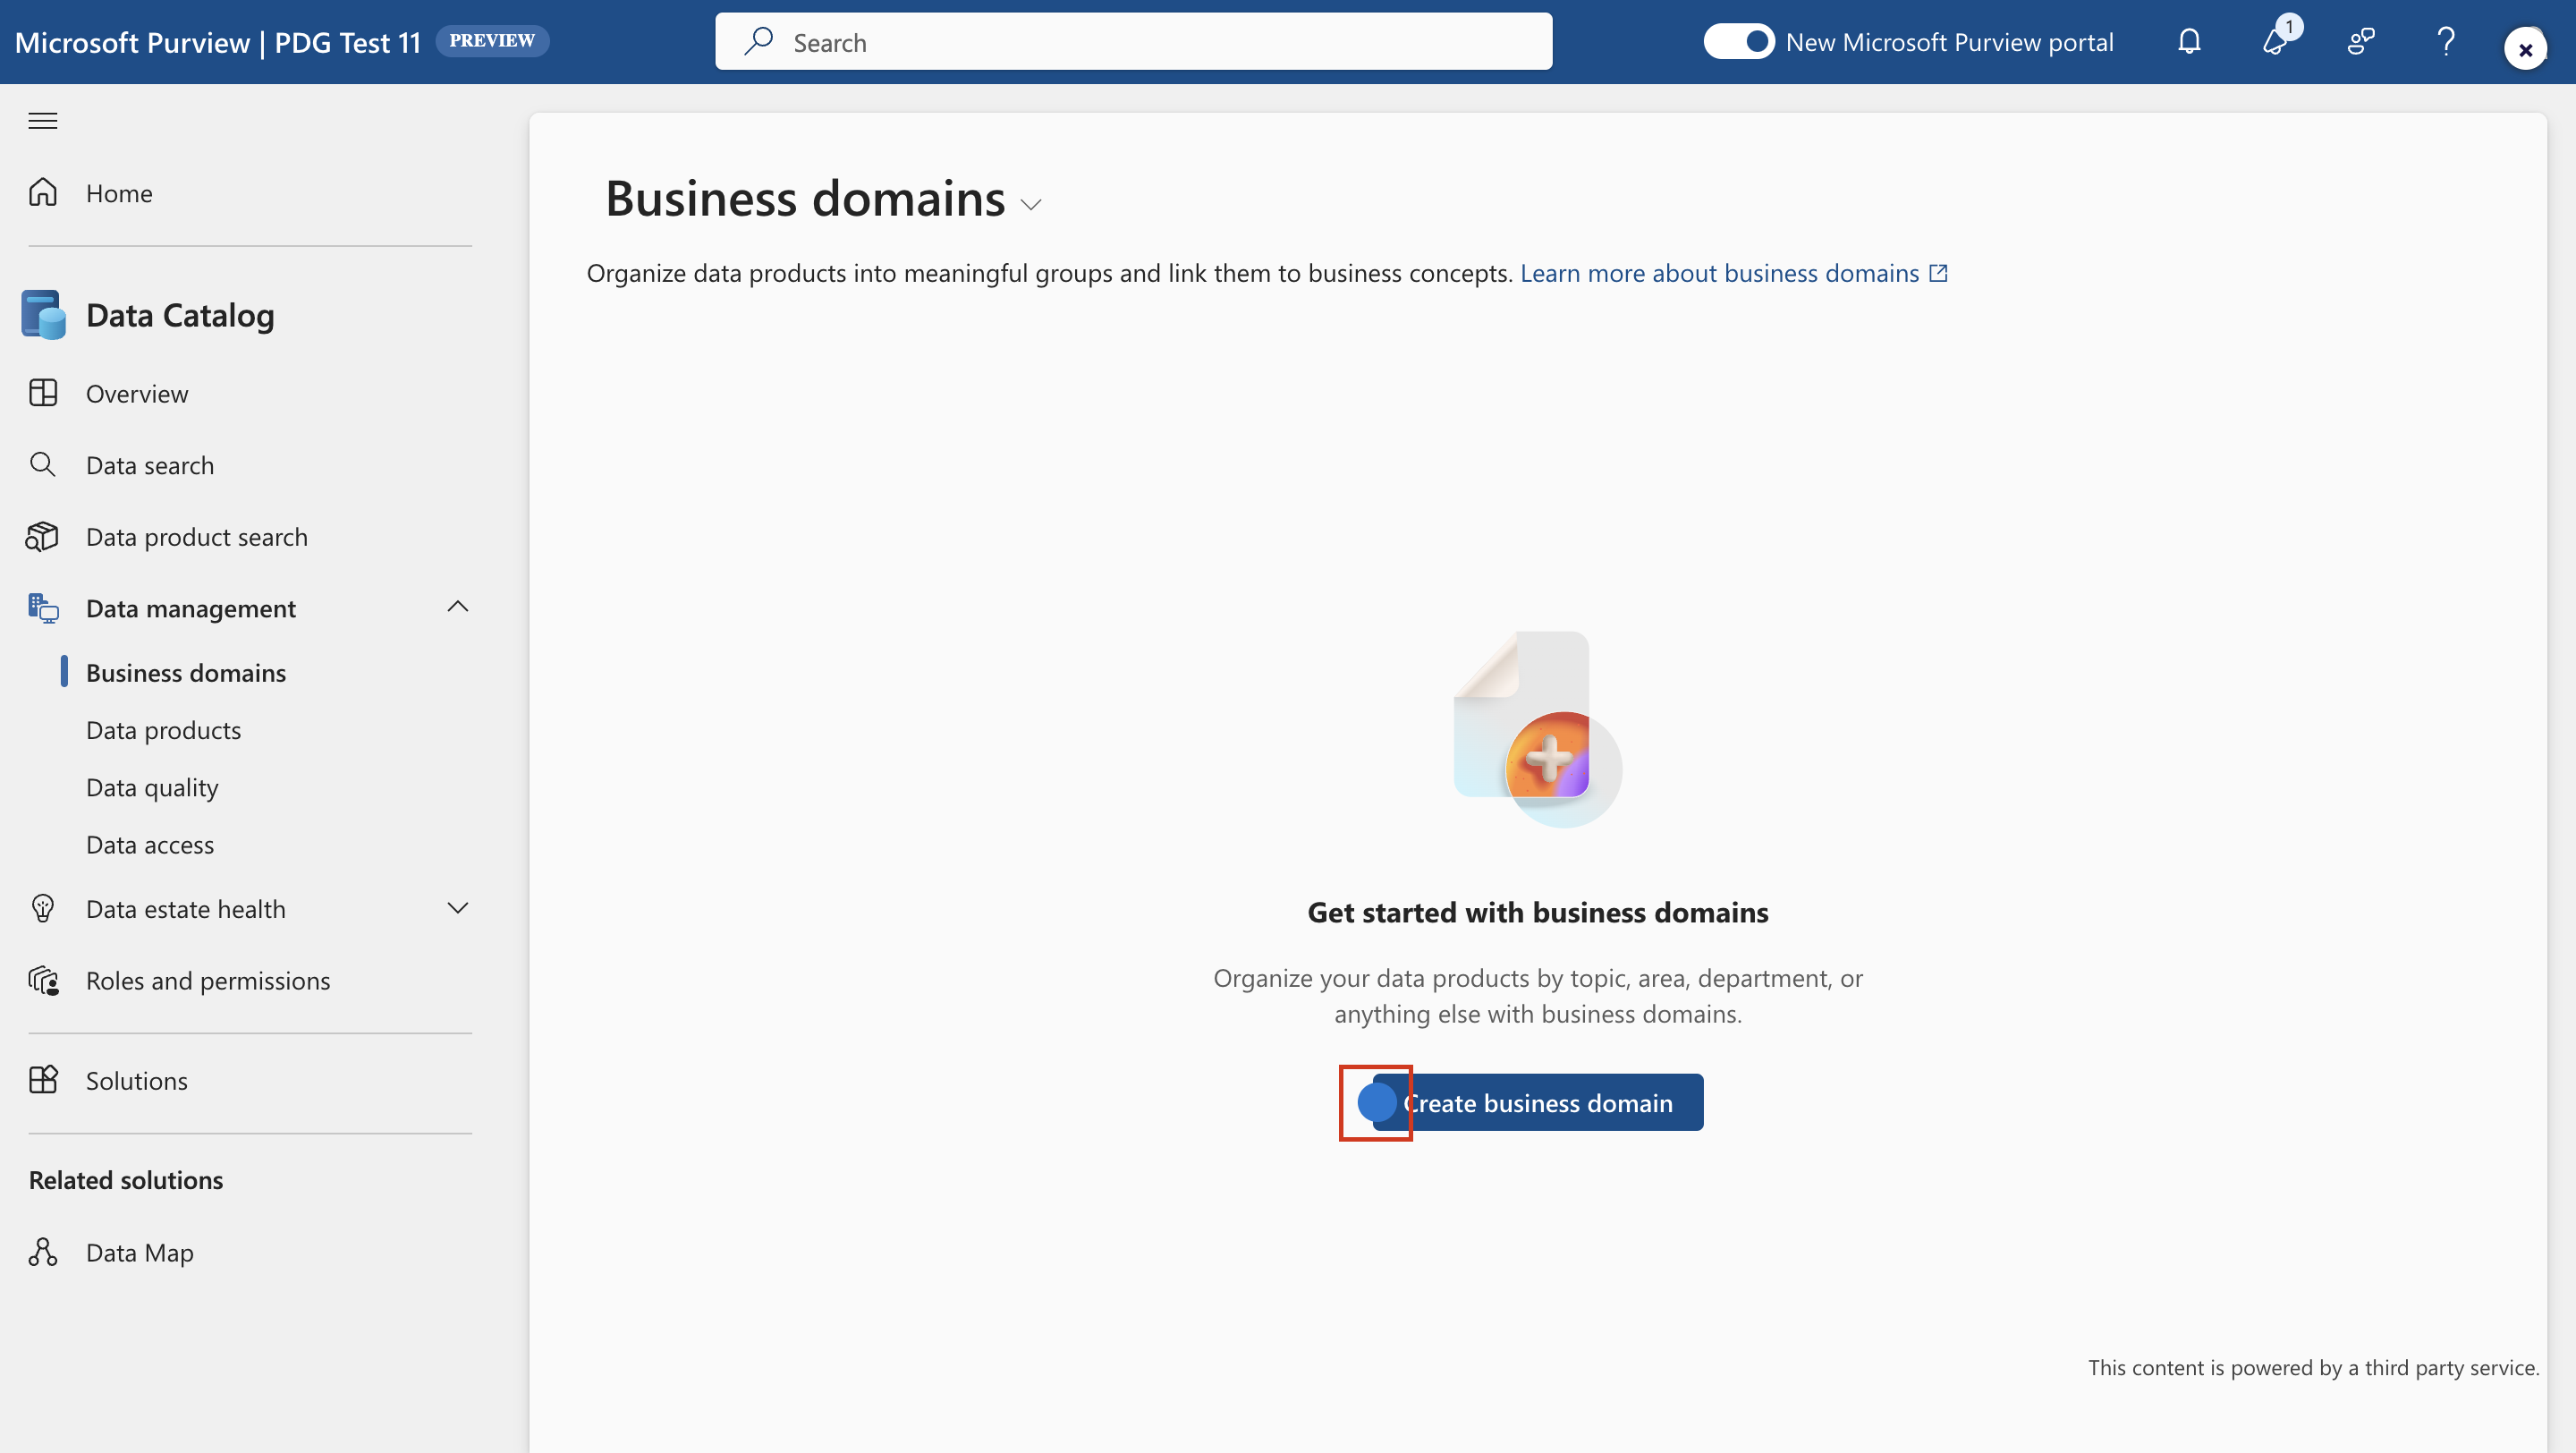 Microsoft Purview | PDG Test 11 PREVIEW
Search
New Microsoft Purview portal
1
Home
Data Catalog
Overview
Data search
Data product search
Data management
Business domains
Data products
Data quality
Data access
Data estate health
Roles and permissions
Solutions
Related solutions
Data Map
Business domains
Organize data products into meaningful groups and link them to business concepts. Learn more about business domains
Get started with business domains
Organize your data products by topic, area, department, or
anything else with business domains.
Create business domain
This content is powered by a third party service.